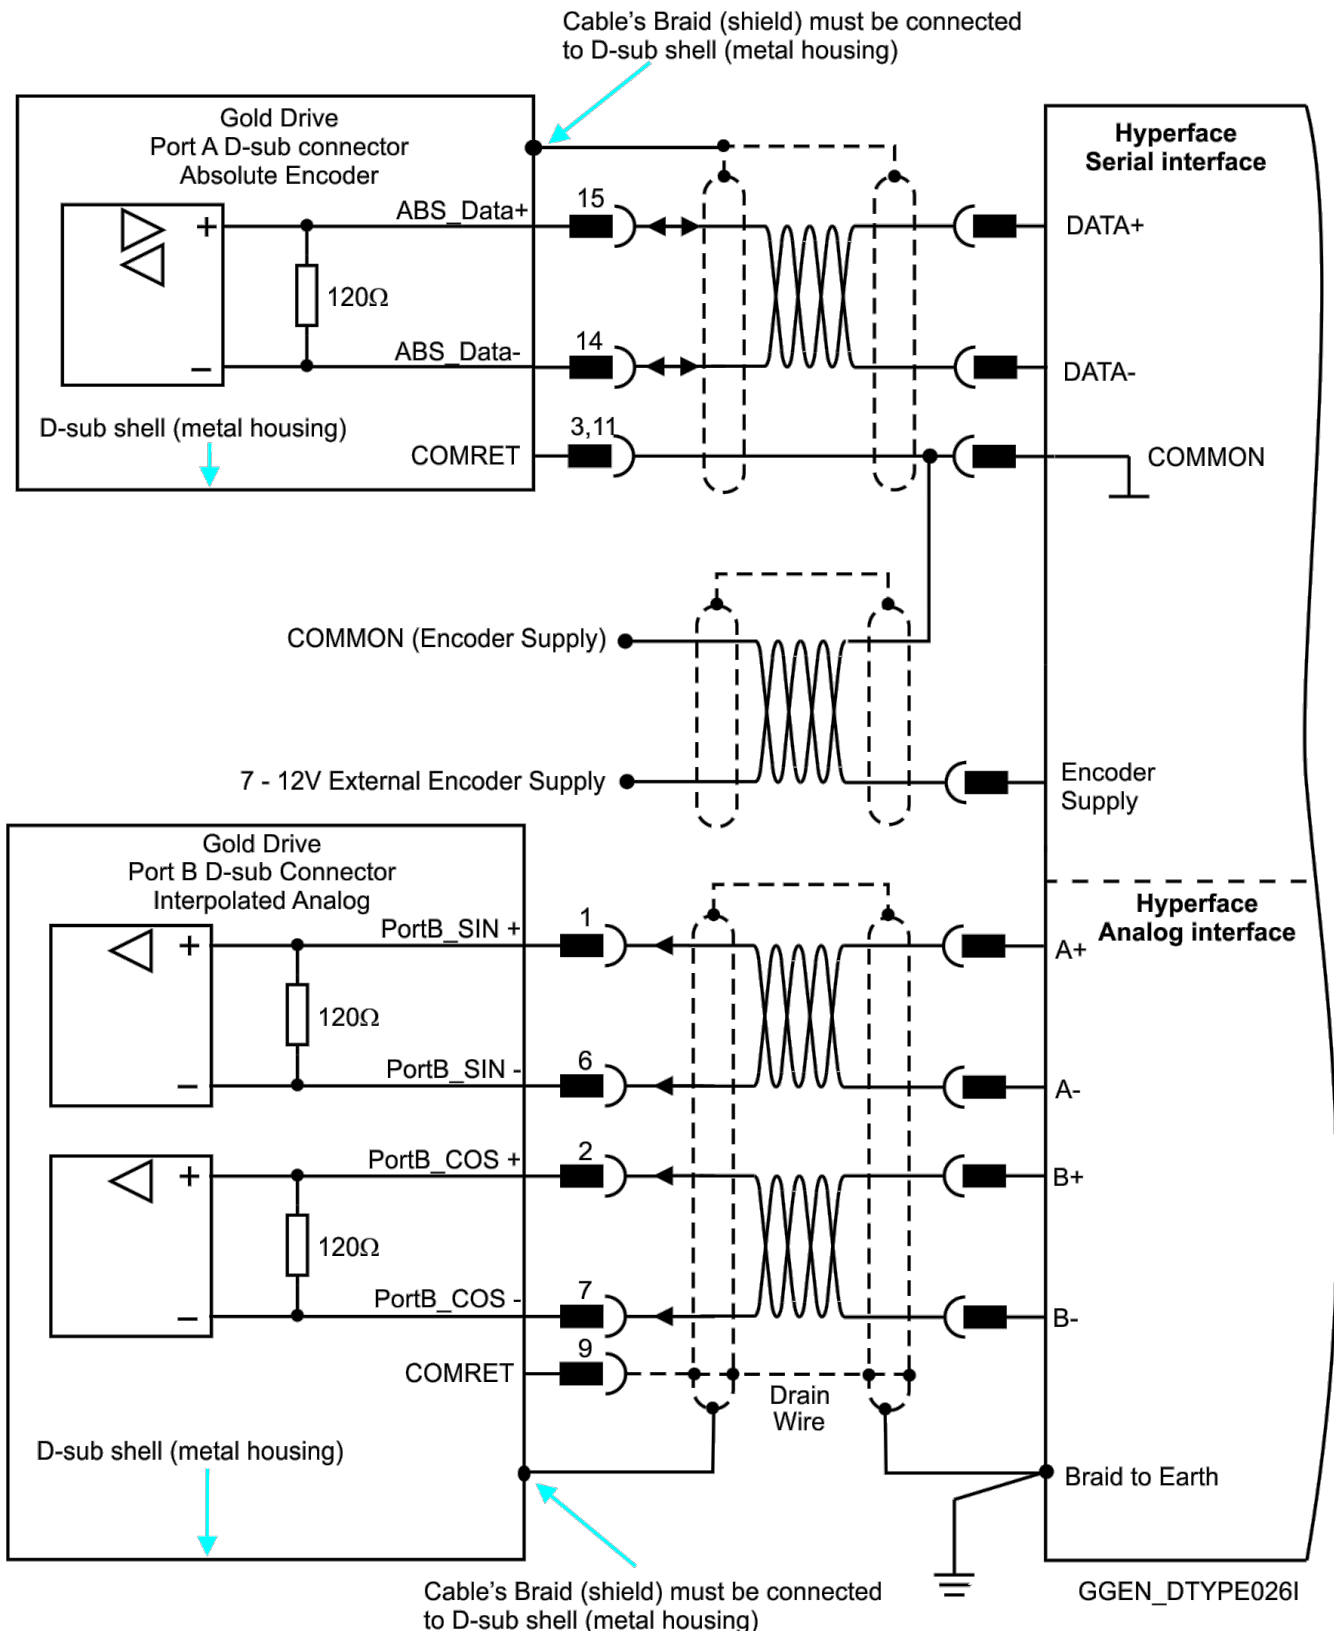 Cable's Braid (shield) must be connected
to D-sub shell (metal housing)
Gold Drive
Port A D-sub connector
Absolute Encoder
Hyperface
Serial interface
+
ABS_Data+
15
DATA+
120Ω
−
ABS_Data-
14
DATA-
D-sub shell (metal housing)
COMRET
3,11
COMMON
COMMON (Encoder Supply)
7 - 12V External Encoder Supply
Encoder
Supply
Gold Drive
Port B D-sub Connector
Interpolated Analog
Hyperface
Analog interface
+
PortB_SIN +
1
A+
120Ω
−
PortB_SIN -
6
A-
+
PortB_COS +
2
B+
120Ω
−
PortB_COS -
7
B-
COMRET
9
Drain
Wire
D-sub shell (metal housing)
Braid to Earth
Cable's Braid (shield) must be connected
to D-sub shell (metal housing)
GGEN_DTYPE026I